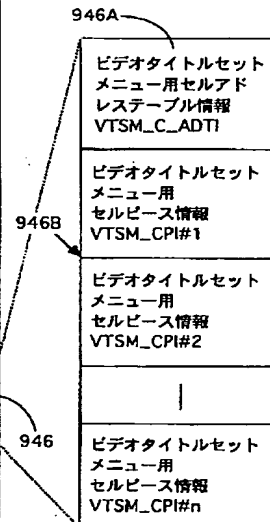 946A
ビデオタイトルセット
メニュー用セルアド
レステーブル情報
VTSM_C_ADTI
ビデオタイトルセット
メニュー用
セルピース情報
VTSM_CPI#1
946B
ビデオタイトルセット
メニュー用
セルピース情報
VTSM_CPI#2
946
ビデオタイトルセット
メニュー用
セルピース情報
VTSM_CPI#n